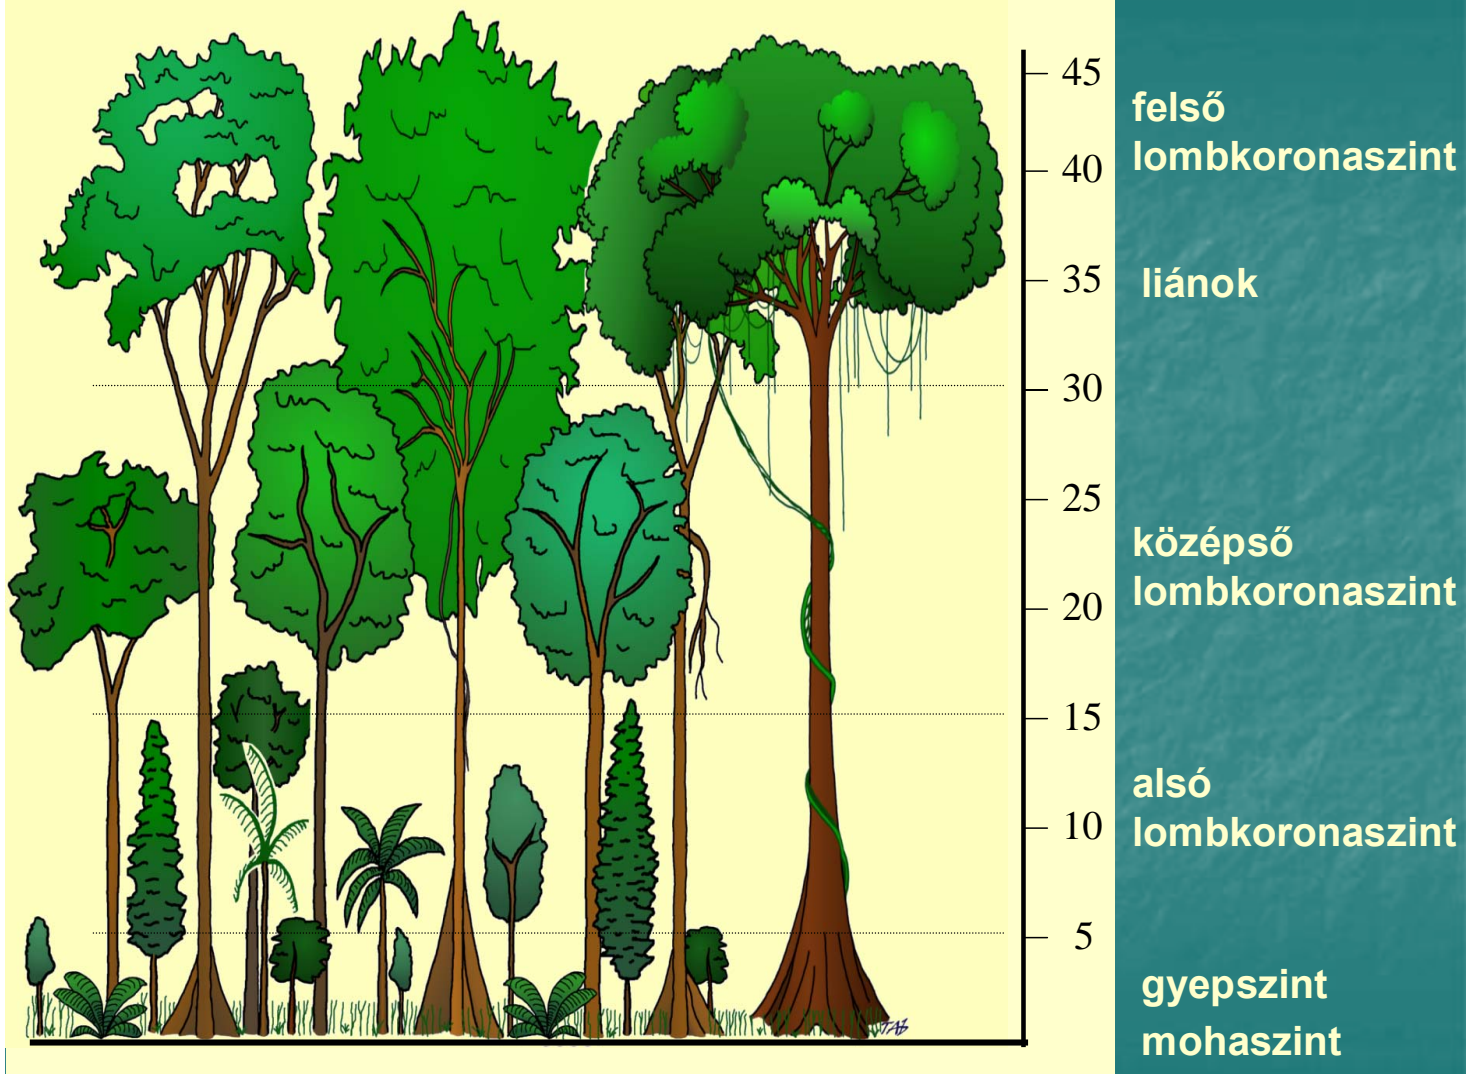 45
felső
lombkoronaszint
40
35
liánok
30
25
középső
lombkoronaszint
20
15
alsó
lombkoronaszint
10
5
gyepszint
mohaszint